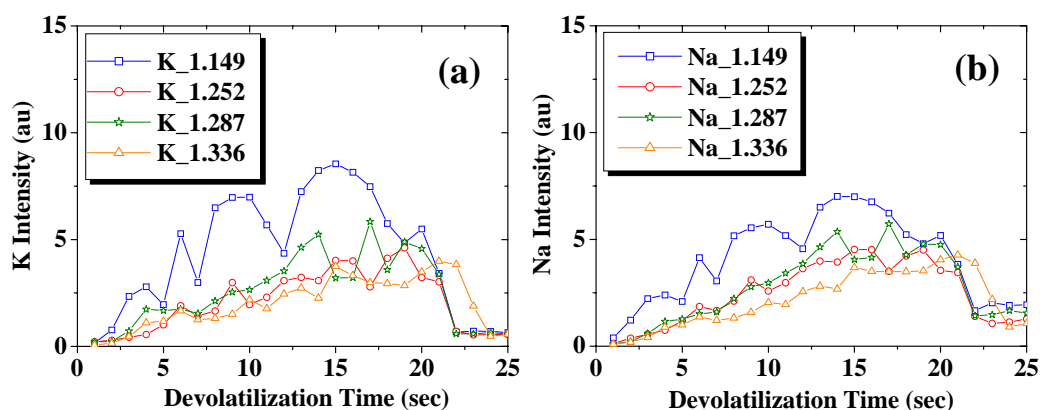 15
10
5
0
K Intensity (au)
K_1.149
K_1.252
K_1.287
K_1.336
(a)
0 5 10 15 20 25
Devolatilization Time (sec)
15
10
5
0
Na Intensity (au)
Na_1.149
Na_1.252
Na_1.287
Na_1.336
(b)
0 5 10 15 20 25
Devolatilization Time (sec)